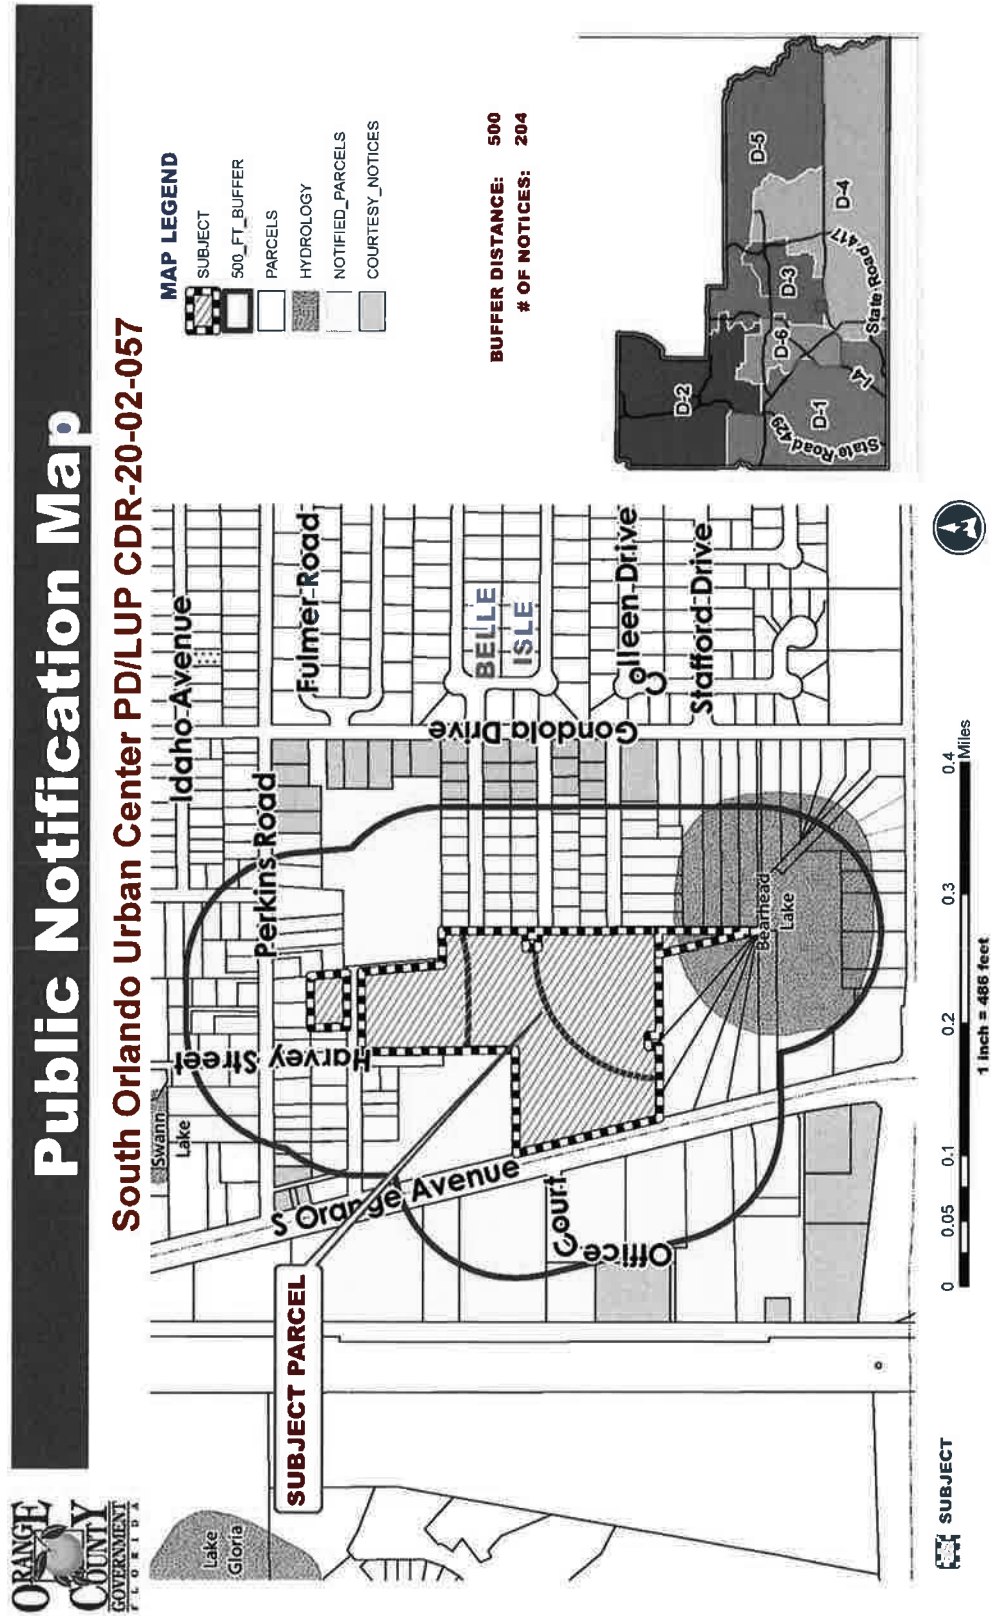 ORANGE
COUNTY
GOVERNMENT
FLORIDA
Public Notification Map
South Orlando Urban Center PD/LUP CDR-20-02-057
Lake
Gloria
SUBJECT PARCEL
Swann
Lake
Idaho Avenue
Perkins Road
Harvey Street
Fulmer Road
S Orange Avenue
Gondola Drive
BELLE
ISLE
Office Court
Colleen Drive
Stafford Drive
Bearhead
Lake
MAP LEGEND
SUBJECT
500_FT_BUFFER
PARCELS
HYDROLOGY
NOTIFIED_PARCELS
COURTESY_NOTICES
BUFFER DISTANCE: 500
# OF NOTICES: 204
D-2
D-5
D-6
D-3
D-1
D-4
State Road 429
I-4
State Road 417
SUBJECT
0 0.05 0.1 0.2 0.3 0.4
Miles
1 inch = 486 feet